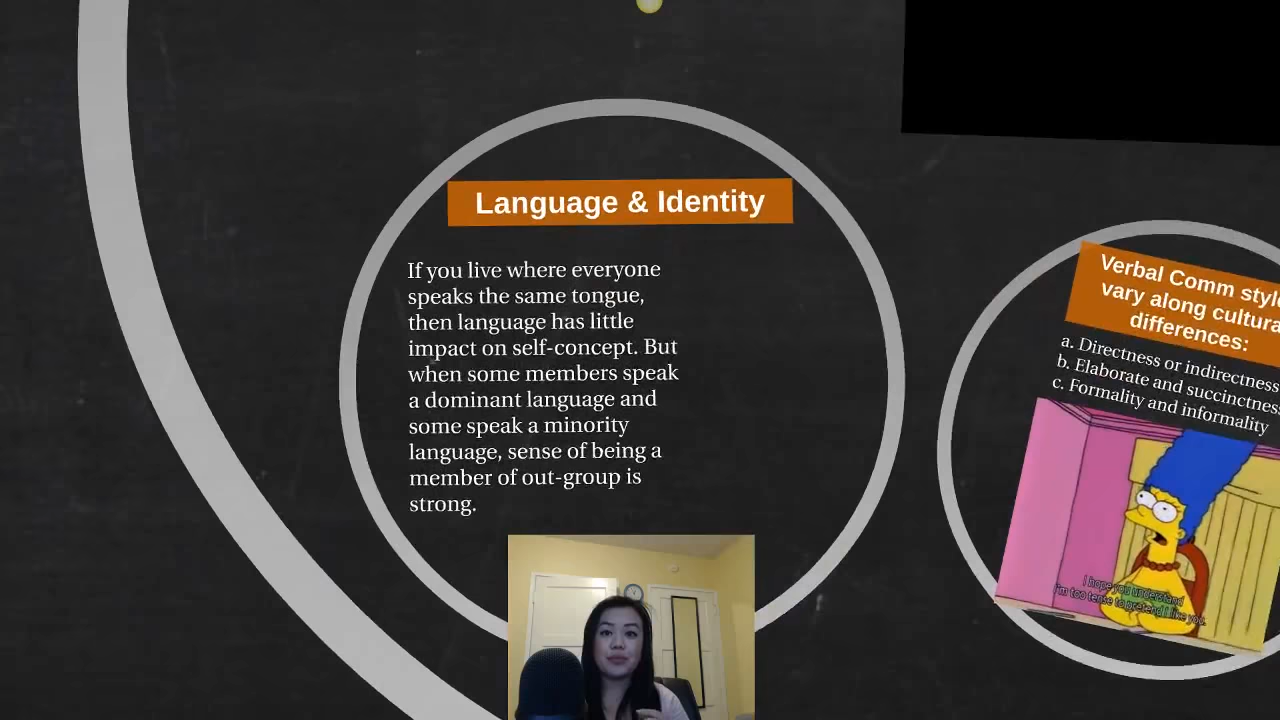 Language & Identity
If you live where everyone
speaks the same tongue,
then language has little
impact on self-concept. But
when some members speak
a dominant language and
some speak a minority
language, sense of being a
member of out-group is
strong.
Verbal Comm
vary along
differences:
a. Directness or indirectness
b. Elaborate and
c. Formality and informality
I hope you understand
I'm too tense to pretend I like you.